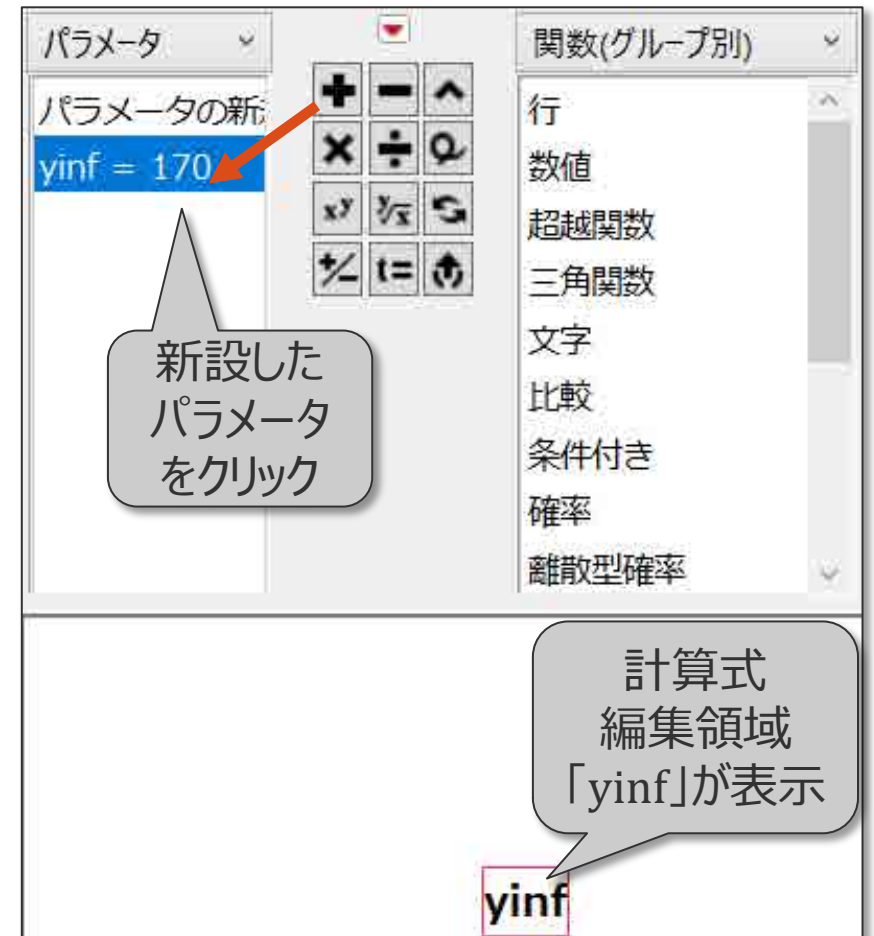 パラメータ
関数(グループ別)
パラメータの新
yinf = 170
行
数値
超越関数
三角関数
文字
比較
条件付き
確率
離散型確率
xy
y√x
+/-
t=
新設した
パラメータ
をクリック
計算式
編集領域
「yinf」が表示
yinf